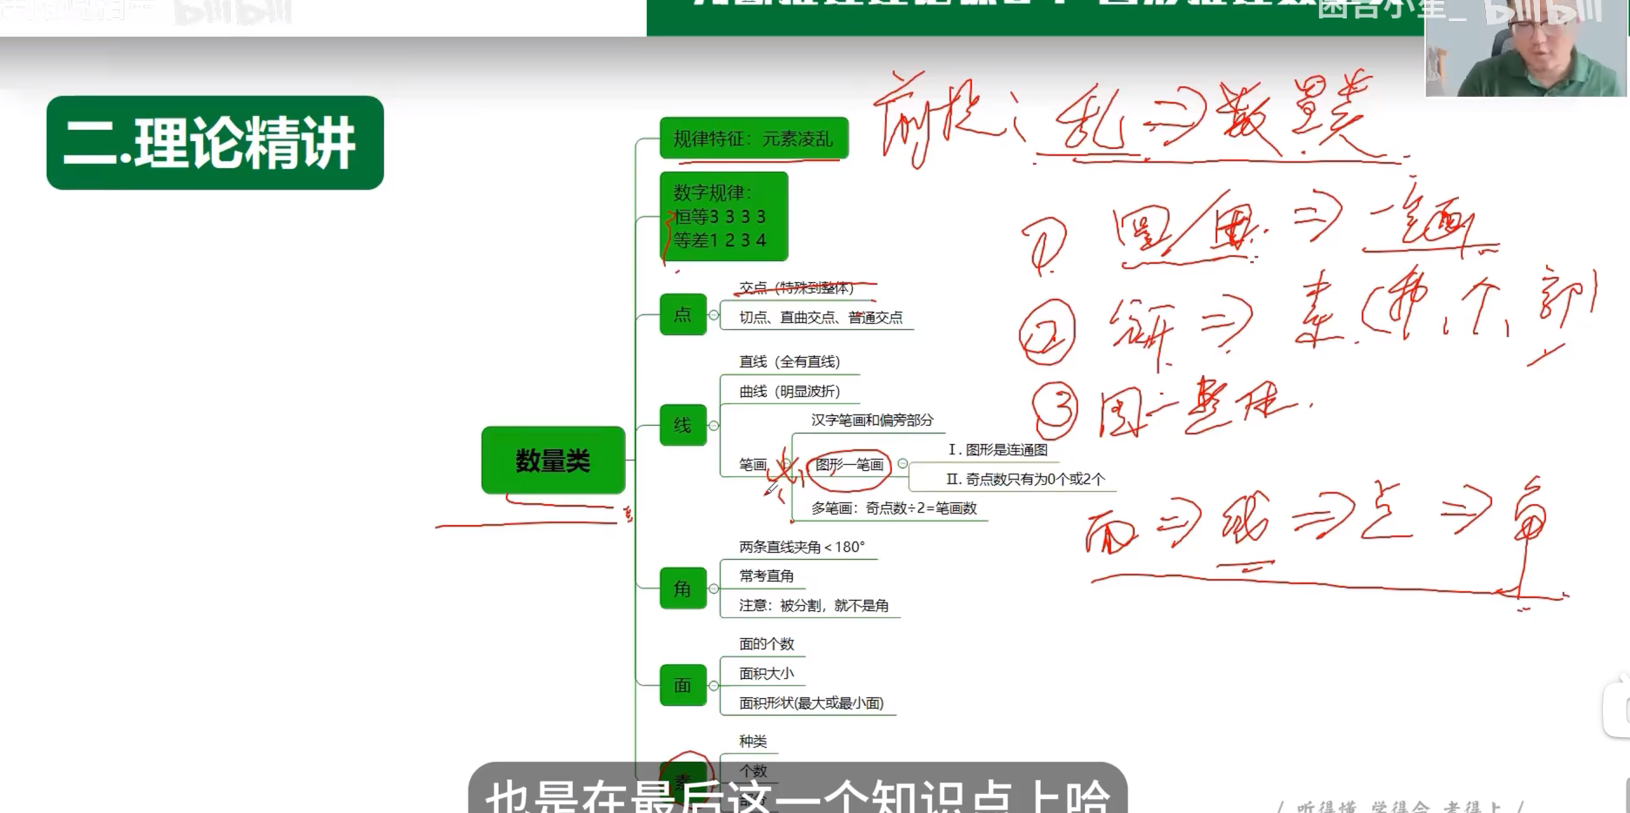 困合小星_ bilibili
bilibili
二.理论精讲
规律特征：元素凌乱
数字规律：
恒等3 3 3 3
等差1 2 3 4
点
交点（特殊到整体）
切点、直曲交点、普通交点
线
直线（全有直线）
曲线（明显波折）
笔画
汉字笔画和偏旁部分
图形一笔画
Ⅰ. 图形是连通图
Ⅱ. 奇点数只有为0个或2个
多笔画：奇点数÷2=笔画数
数量类
角
两条直线夹角＜180°
常考直角
注意：被分割，就不是角
面
面的个数
面积大小
面积形状(最大或最小面)
素
种类
个数
前提：乱⇒数量类
①
一笔画
②
⇒ 素（种、个、部
③ 图一整体.
面⇒线⇒点⇒角
也是在最后这一个知识点上哈
/ 听得懂 学得会 考得上 /